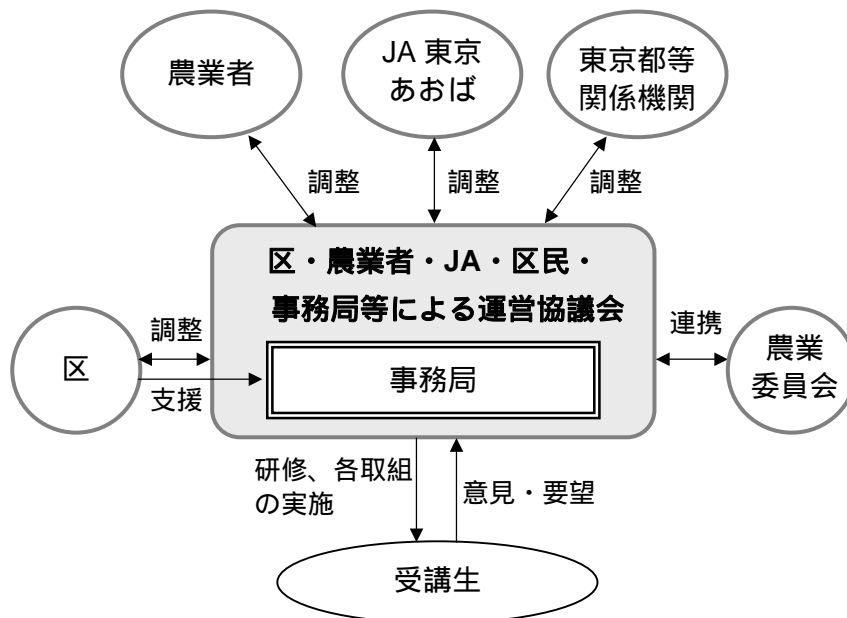 農業者
JA 東京
あおば
東京都等
関係機関
調整
調整
調整
区・農業者・JA・区民・
事務局等による運営協議会
事務局
区
調整
支援
連携
農業
委員会
研修、各取組
の実施
意見・要望
受講生